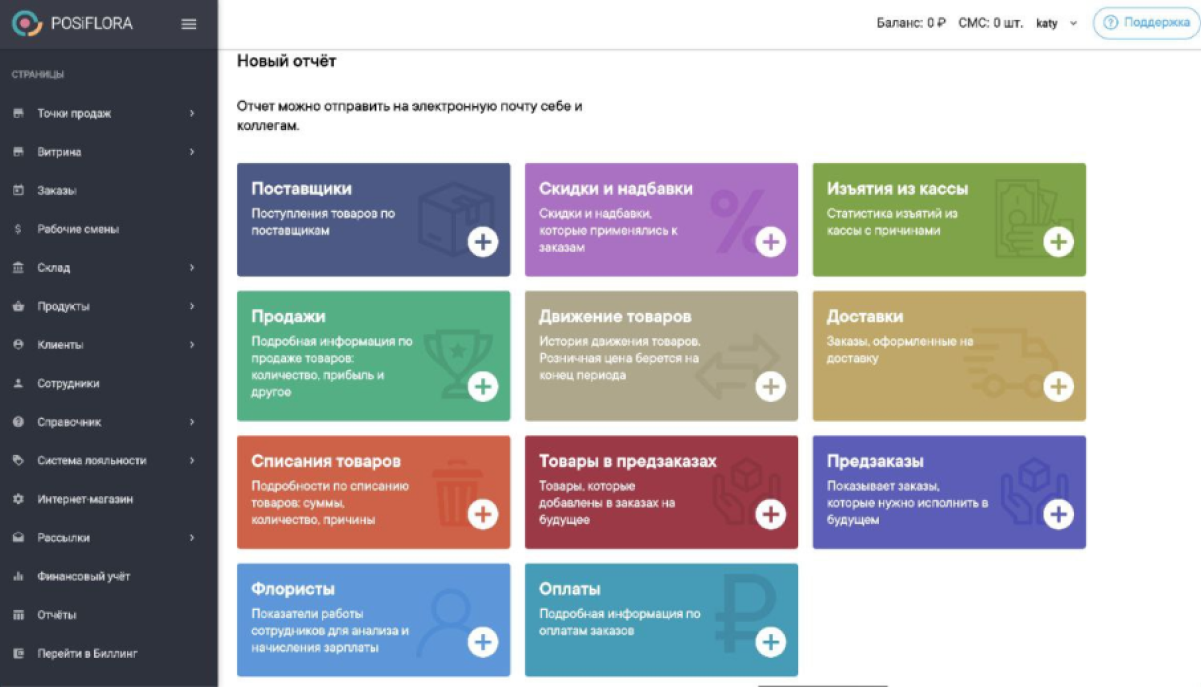 POSiFLORA
Баланс: 0 ₽ СМС: 0 шт. katy
Поддержка
СТРАНИЦЫ
Точки продаж
Витрина
Заказы
Рабочие смены
Склад
Продукты
Клиенты
Сотрудники
Справочник
Система лояльности
Интернет-магазин
Рассылки
Финансовый учёт
Отчёты
Перейти в Биллинг
Новый отчёт
Отчет можно отправить на электронную почту себе и
коллегам.
Поставщики
Поступления товаров по
поставщикам
Скидки и надбавки
Скидки и надбавки,
которые применялись к
заказам
Изъятия из кассы
Статистика изъятий из
кассы с причинами
Продажи
Подробная информация по
продаже товаров:
количество, прибыль и
другое
Движение товаров
История движения товаров.
Розничная цена берется на
конец периода
Доставки
Заказы, оформленные на
доставку
Списания товаров
Подробности по списанию
товаров: суммы,
количество, причины
Товары в предзаказах
Товары, которые
добавлены в заказах на
будущее
Предзаказы
Показывает заказы,
которые нужно исполнить в
будущем
Флористы
Показатели работы
сотрудников для анализа и
начисления зарплаты
Оплаты
Подробная информация по
оплатам заказов